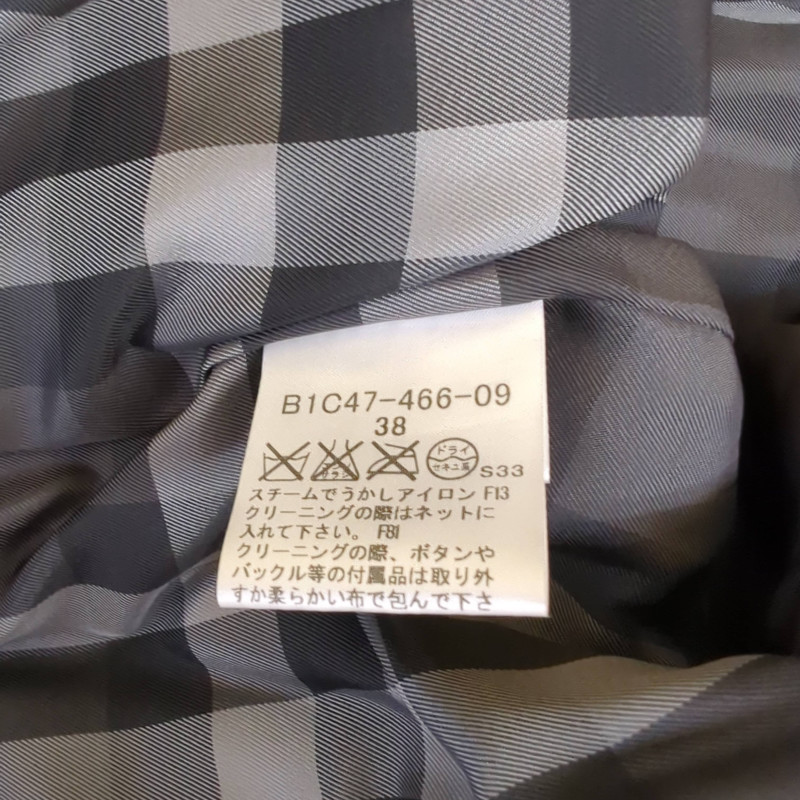 B1C47-466-09
38
ドライ
セキユ系
S33
スチームでうかしアイロン F13
クリーニングの際はネットに
入れて下さい。 F81
クリーニングの際、ボタンや
バックル等の付属品は取り外
すか柔らかい布で包んで下さ